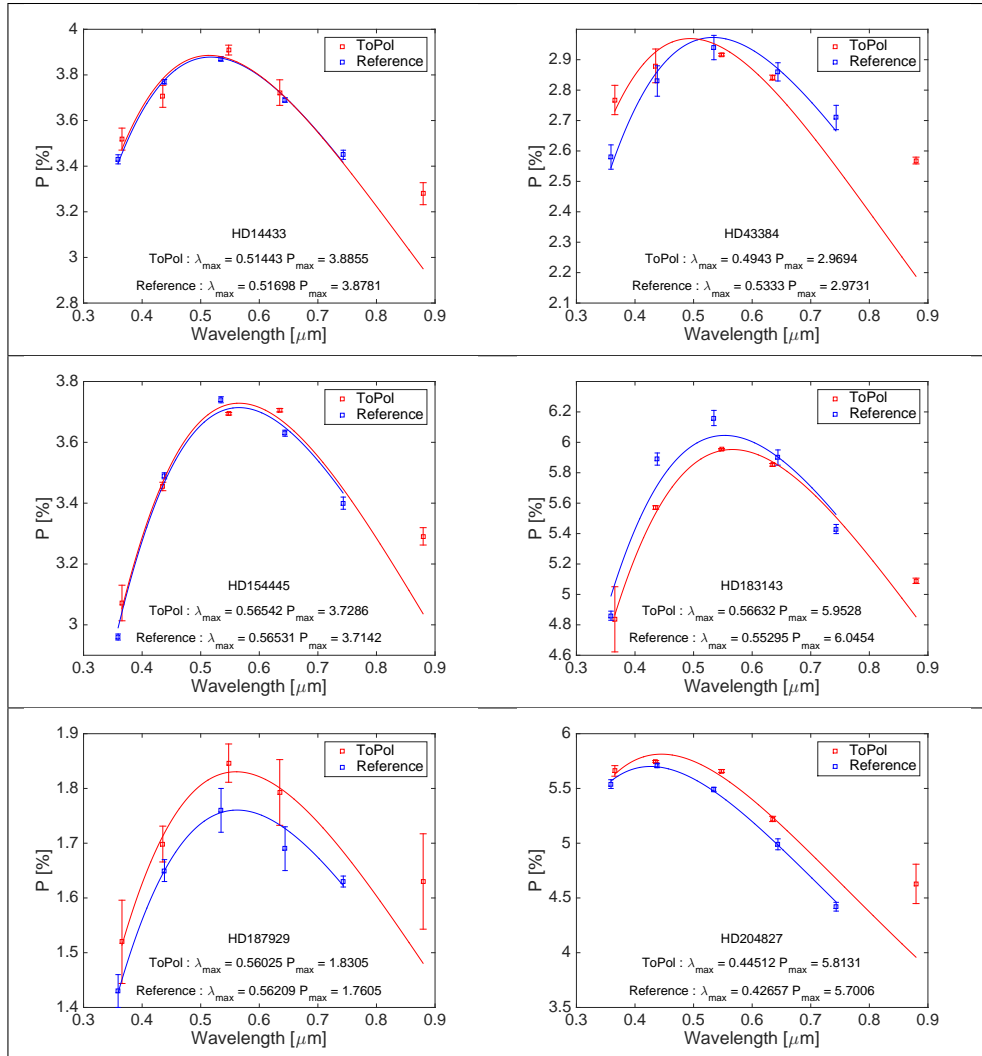 4
3.8
3.6
3.4
3.2
3
2.8
P [%]
ToPol
Reference
HD14433
ToPol : λmax = 0.51443 Pmax = 3.8855
Reference : λmax = 0.51698 Pmax = 3.8781
0.3 0.4 0.5 0.6 0.7 0.8 0.9
Wavelength [μm]
2.9
2.8
2.7
2.6
2.5
2.4
2.3
2.2
2.1
P [%]
ToPol
Reference
HD43384
ToPol : λmax = 0.4943 Pmax = 2.9694
Reference : λmax = 0.5333 Pmax = 2.9731
0.3 0.4 0.5 0.6 0.7 0.8 0.9
Wavelength [μm]
3.8
3.6
3.4
3.2
3
P [%]
ToPol
Reference
HD154445
ToPol : λmax = 0.56542 Pmax = 3.7286
Reference : λmax = 0.56531 Pmax = 3.7142
0.3 0.4 0.5 0.6 0.7 0.8 0.9
Wavelength [μm]
6.2
6
5.8
5.6
5.4
5.2
5
4.8
4.6
P [%]
ToPol
Reference
HD183143
ToPol : λmax = 0.56632 Pmax = 5.9528
Reference : λmax = 0.55295 Pmax = 6.0454
0.3 0.4 0.5 0.6 0.7 0.8 0.9
Wavelength [μm]
1.9
1.8
1.7
1.6
1.5
1.4
P [%]
ToPol
Reference
HD187929
ToPol : λmax = 0.56025 Pmax = 1.8305
Reference : λmax = 0.56209 Pmax = 1.7605
0.3 0.4 0.5 0.6 0.7 0.8 0.9
Wavelength [μm]
6
5.5
5
4.5
4
3.5
P [%]
ToPol
Reference
HD204827
ToPol : λmax = 0.44512 Pmax = 5.8131
Reference : λmax = 0.42657 Pmax = 5.7006
0.3 0.4 0.5 0.6 0.7 0.8 0.9
Wavelength [μm]